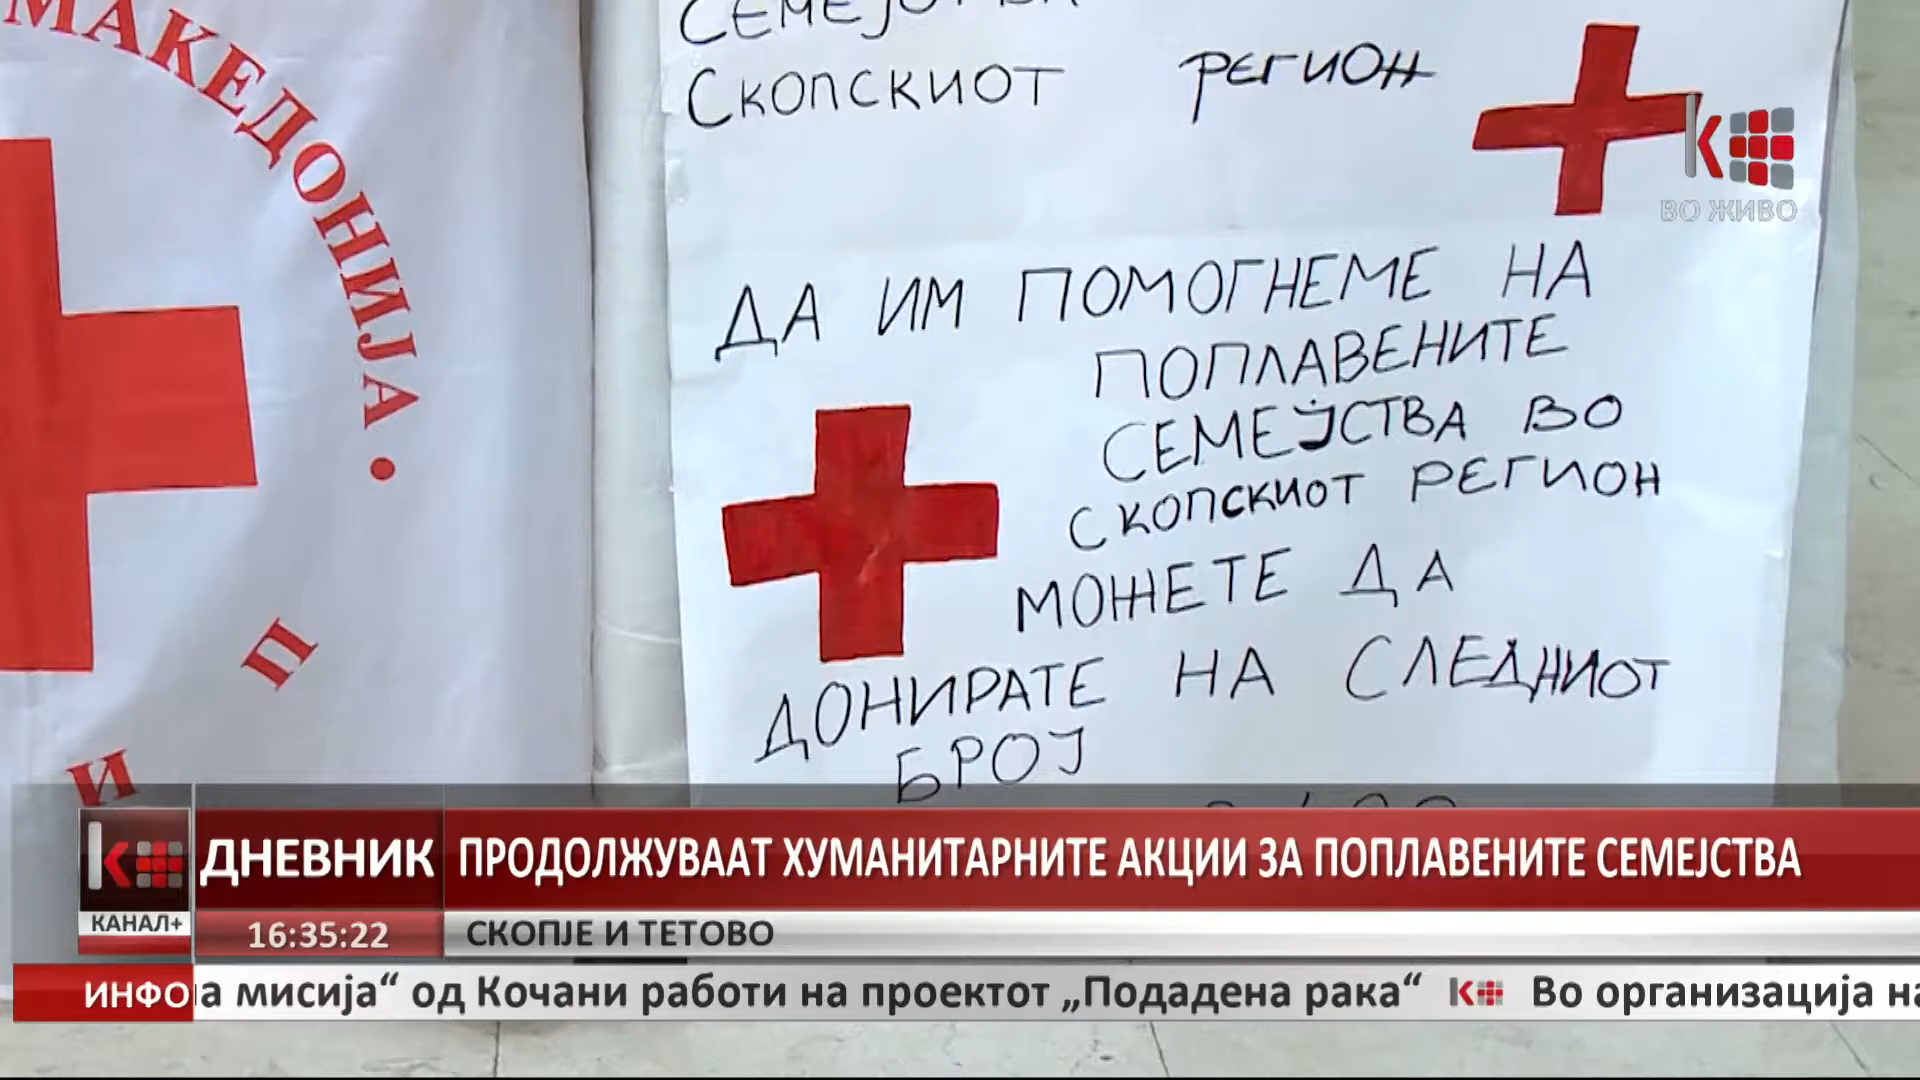 МАКЕДОНИЈА •
СЕМЕЈСТВА
СКОПСКИОТ РЕГИОН
ВО ЖИВО
ДА ИМ ПОМОГНЕМЕ НА
ПОПЛАВЕНИТЕ
СЕМЕЈСТВА ВО
СКОПСКИОТ РЕГИОН
МОЖЕТЕ ДА
ДОНИРАТЕ НА СЛЕДНИОТ
БРОЈ
ДНЕВНИК
ПРОДОЛЖУВААТ ХУМАНИТАРНИТЕ АКЦИИ ЗА ПОПЛАВЕНИТЕ СЕМЕЈСТВА
КАНАЛ+
16:35:22
СКОПЈЕ И ТЕТОВО
ИНФО
мисија“ од Кочани работи на проектот „Подадена рака“
Во организација на